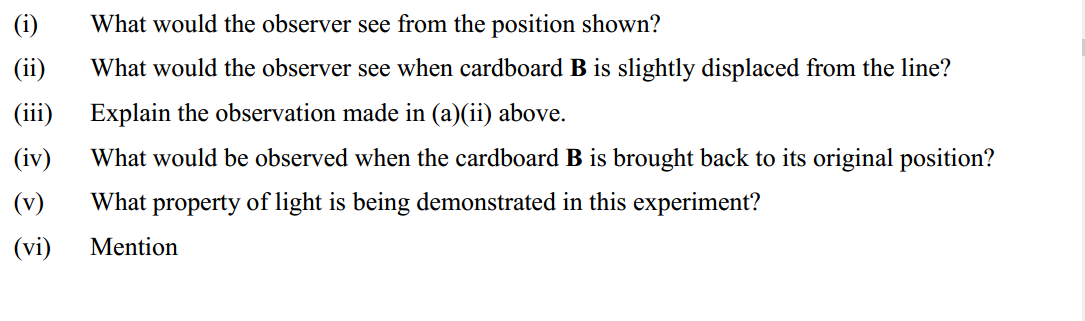 (i) What would the observer see from the position shown?
(ii) What would the observer see when cardboard B is slightly displaced from the line?
(iii) Explain the observation made in (a)(ii) above.
(iv) What would be observed when the cardboard B is brought back to its original position?
(v) What property of light is being demonstrated in this experiment?
(vi) Mention